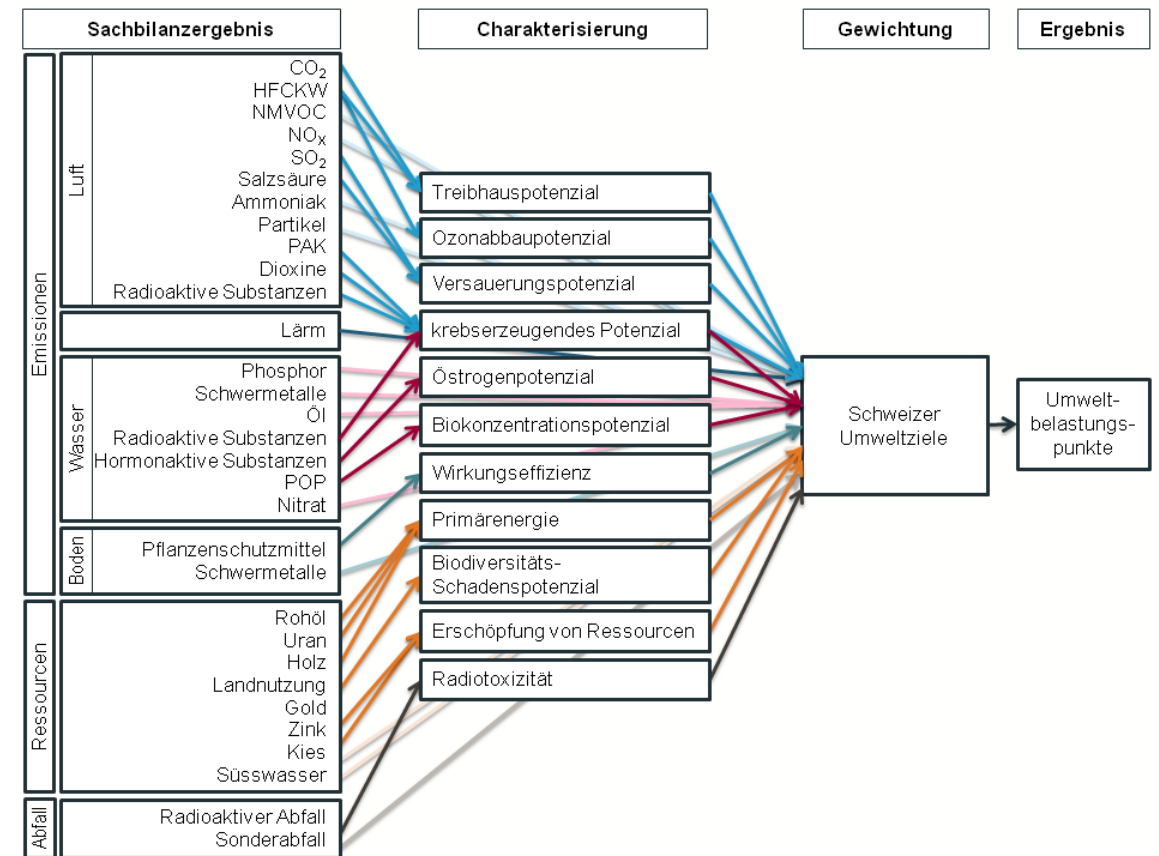 Sachbilanzergebnis
Charakterisierung
Gewichtung
Ergebnis
Emissionen
Luft
CO₂
HFCKW
NMVOC
NOₓ
SO₂
Salzsäure
Ammoniak
Partikel
PAK
Dioxine
Radioaktive Substanzen
Lärm
Wasser
Phosphor
Schwermetalle
Öl
Radioaktive Substanzen
Hormonaktive Substanzen
POP
Nitrat
Boden
Pflanzenschutzmittel
Schwermetalle
Ressourcen
Rohöl
Uran
Holz
Landnutzung
Gold
Zink
Kies
Süsswasser
Abfall
Radioaktiver Abfall
Sonderabfall
Treibhauspotenzial
Ozonabbaupotenzial
Versauerungspotenzial
krebserzeugendes Potenzial
Östrogenpotenzial
Biokonzentrationspotenzial
Wirkungseffizienz
Primärenergie
Biodiversitäts-
Schadenspotenzial
Erschöpfung von Ressourcen
Radiotoxizität
Schweizer
Umweltziele
Umwelt-
belastungs-
punkte